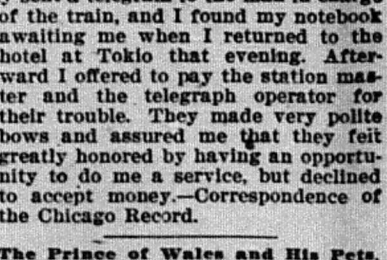 of the train, and I found my notebook
awaiting me when I returned to the
hotel at Tokio that evening. After-
ward I offered to pay the station mas-
ter and the telegraph operator for
their trouble. They made very polite
bows and assured me that they felt
greatly honored by having an opportu-
nity to do me a service, but declined
to accept money.—Correspondence of
the Chicago Record.
The Prince of Wales and His Pets.